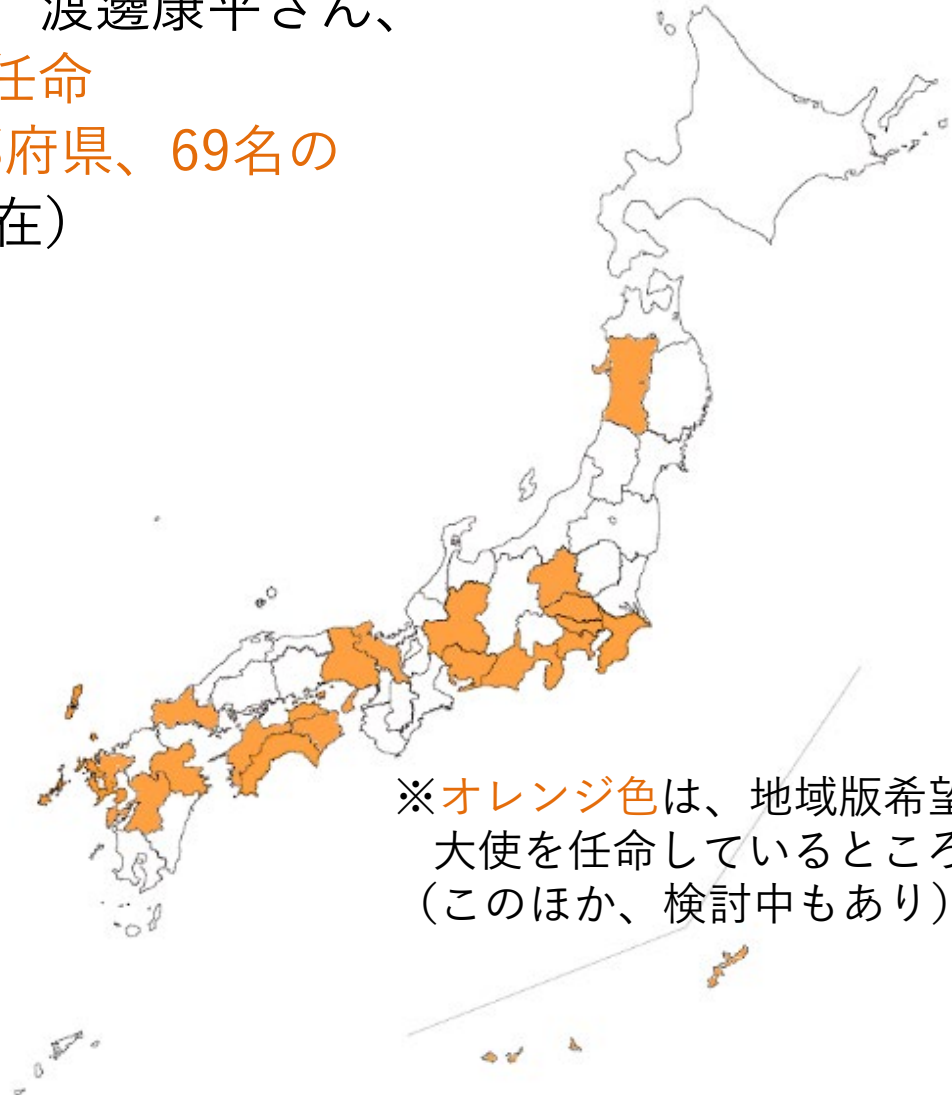 渡邊康平さん、
任命
府県、69名の
在）
※オレンジ色は、地域版希望
大使を任命しているところ
（このほか、検討中もあり）